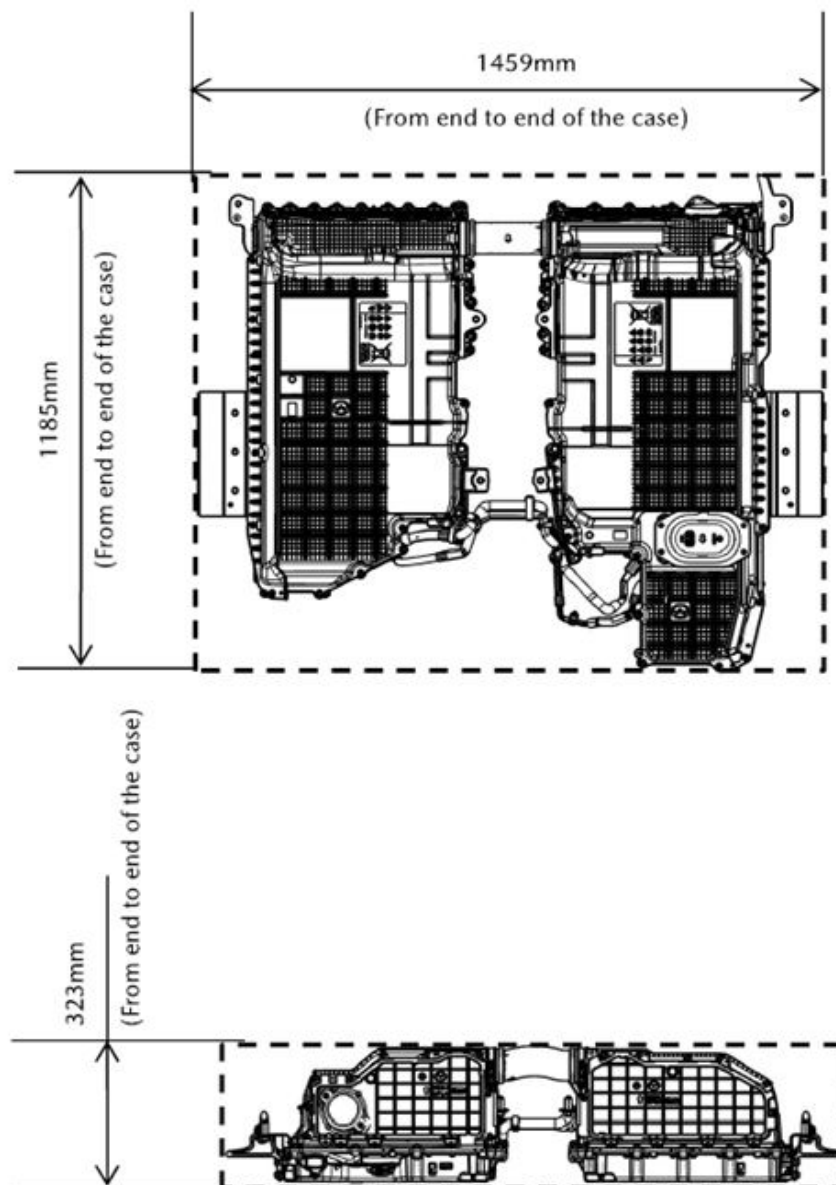 1459mm
(From end to end of the case)
1185mm
(From end to end of the case)
323mm
(From end to end of the case)